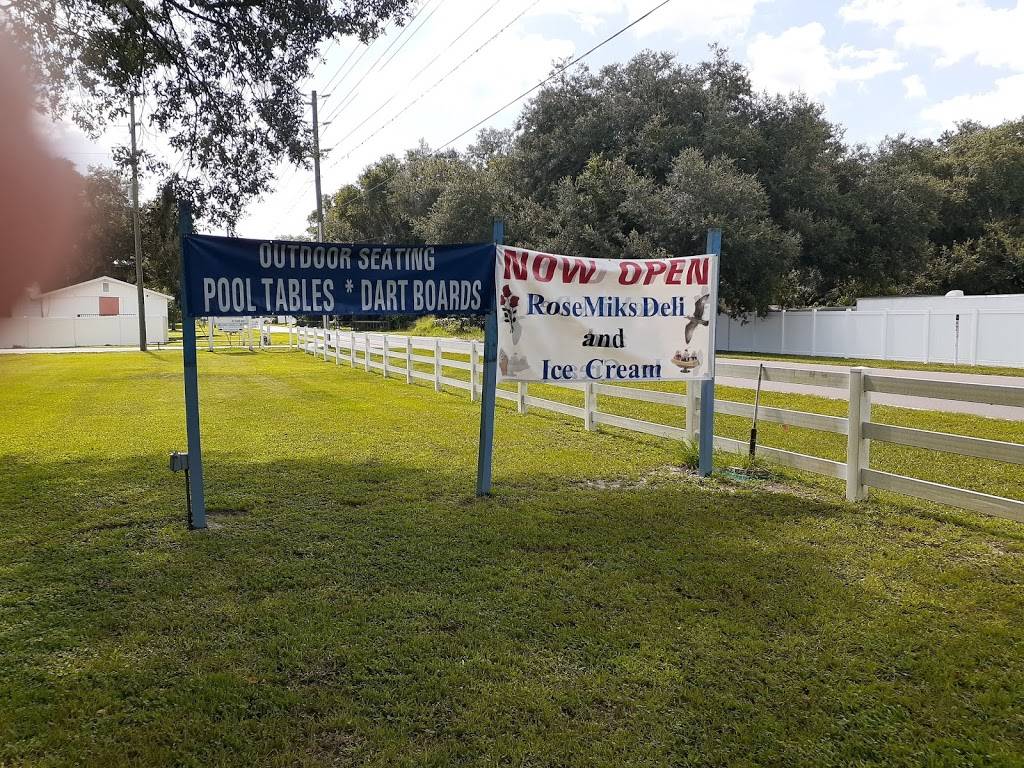 OUTDOOR SEATING
POOL TABLES * DART BOARDS
NOW OPEN
RoseMiks Deli
and
Ice Cream